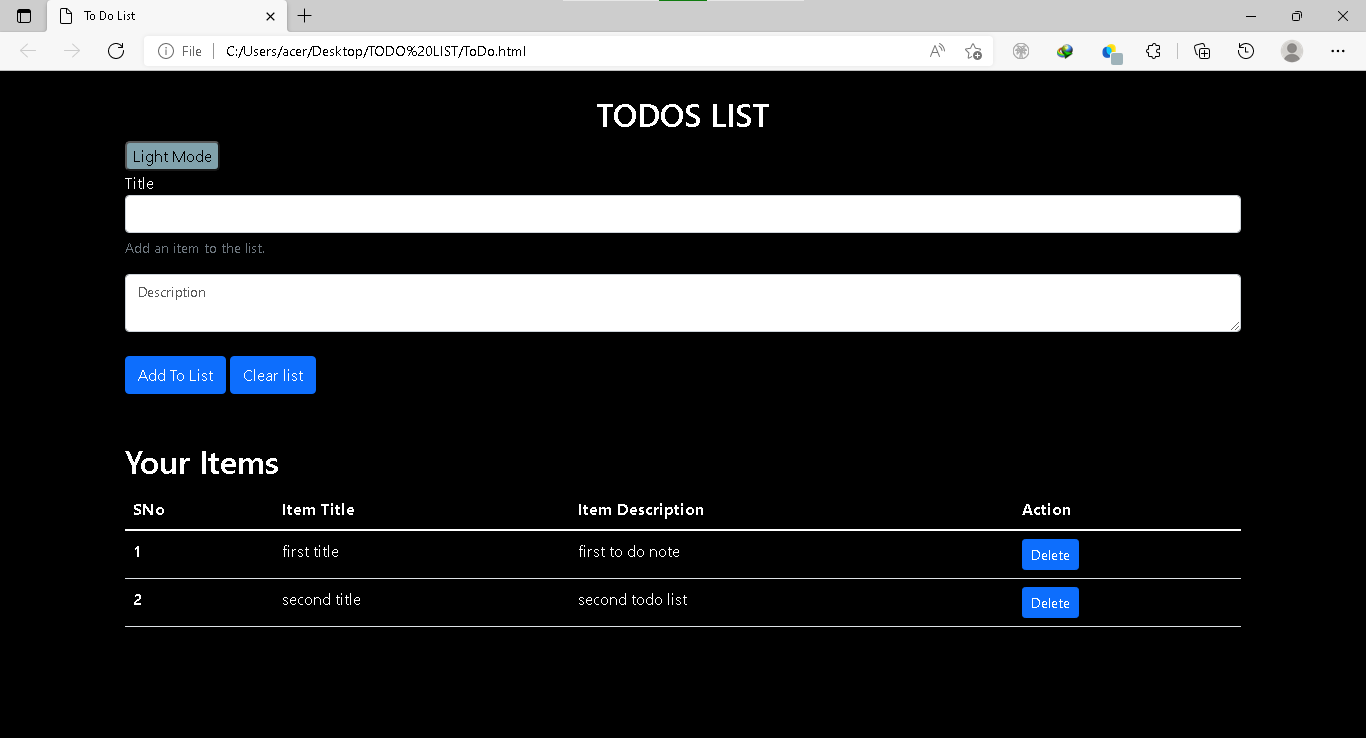 To Do List
File C:/Users/acer/Desktop/TODO%20LIST/ToDo.html
TODOS LIST
Light Mode
Title
Add an item to the list.
Description
Add To List Clear list
Your Items
SNo Item Title Item Description Action
1 first title first to do note Delete
2 second title second todo list Delete